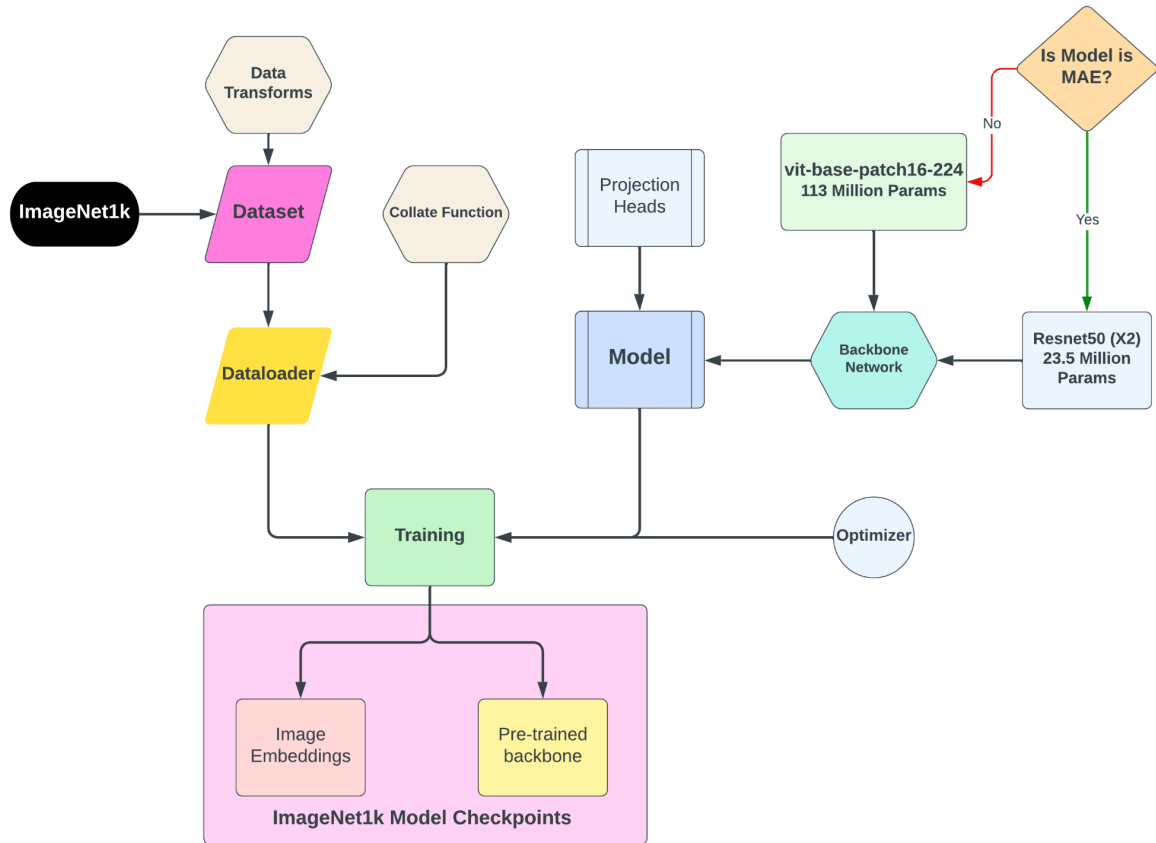 Data
Transforms
Is Model is
MAE?
No
vit-base-patch16-224
113 Million Params
Projection
Heads
ImageNet1k
Dataset
Collate Function
Yes
Dataloader
Model
Backbone
Network
Resnet50 (X2)
23.5 Million
Params
Training
Optimizer
Image
Embeddings
Pre-trained
backbone
ImageNet1k Model Checkpoints